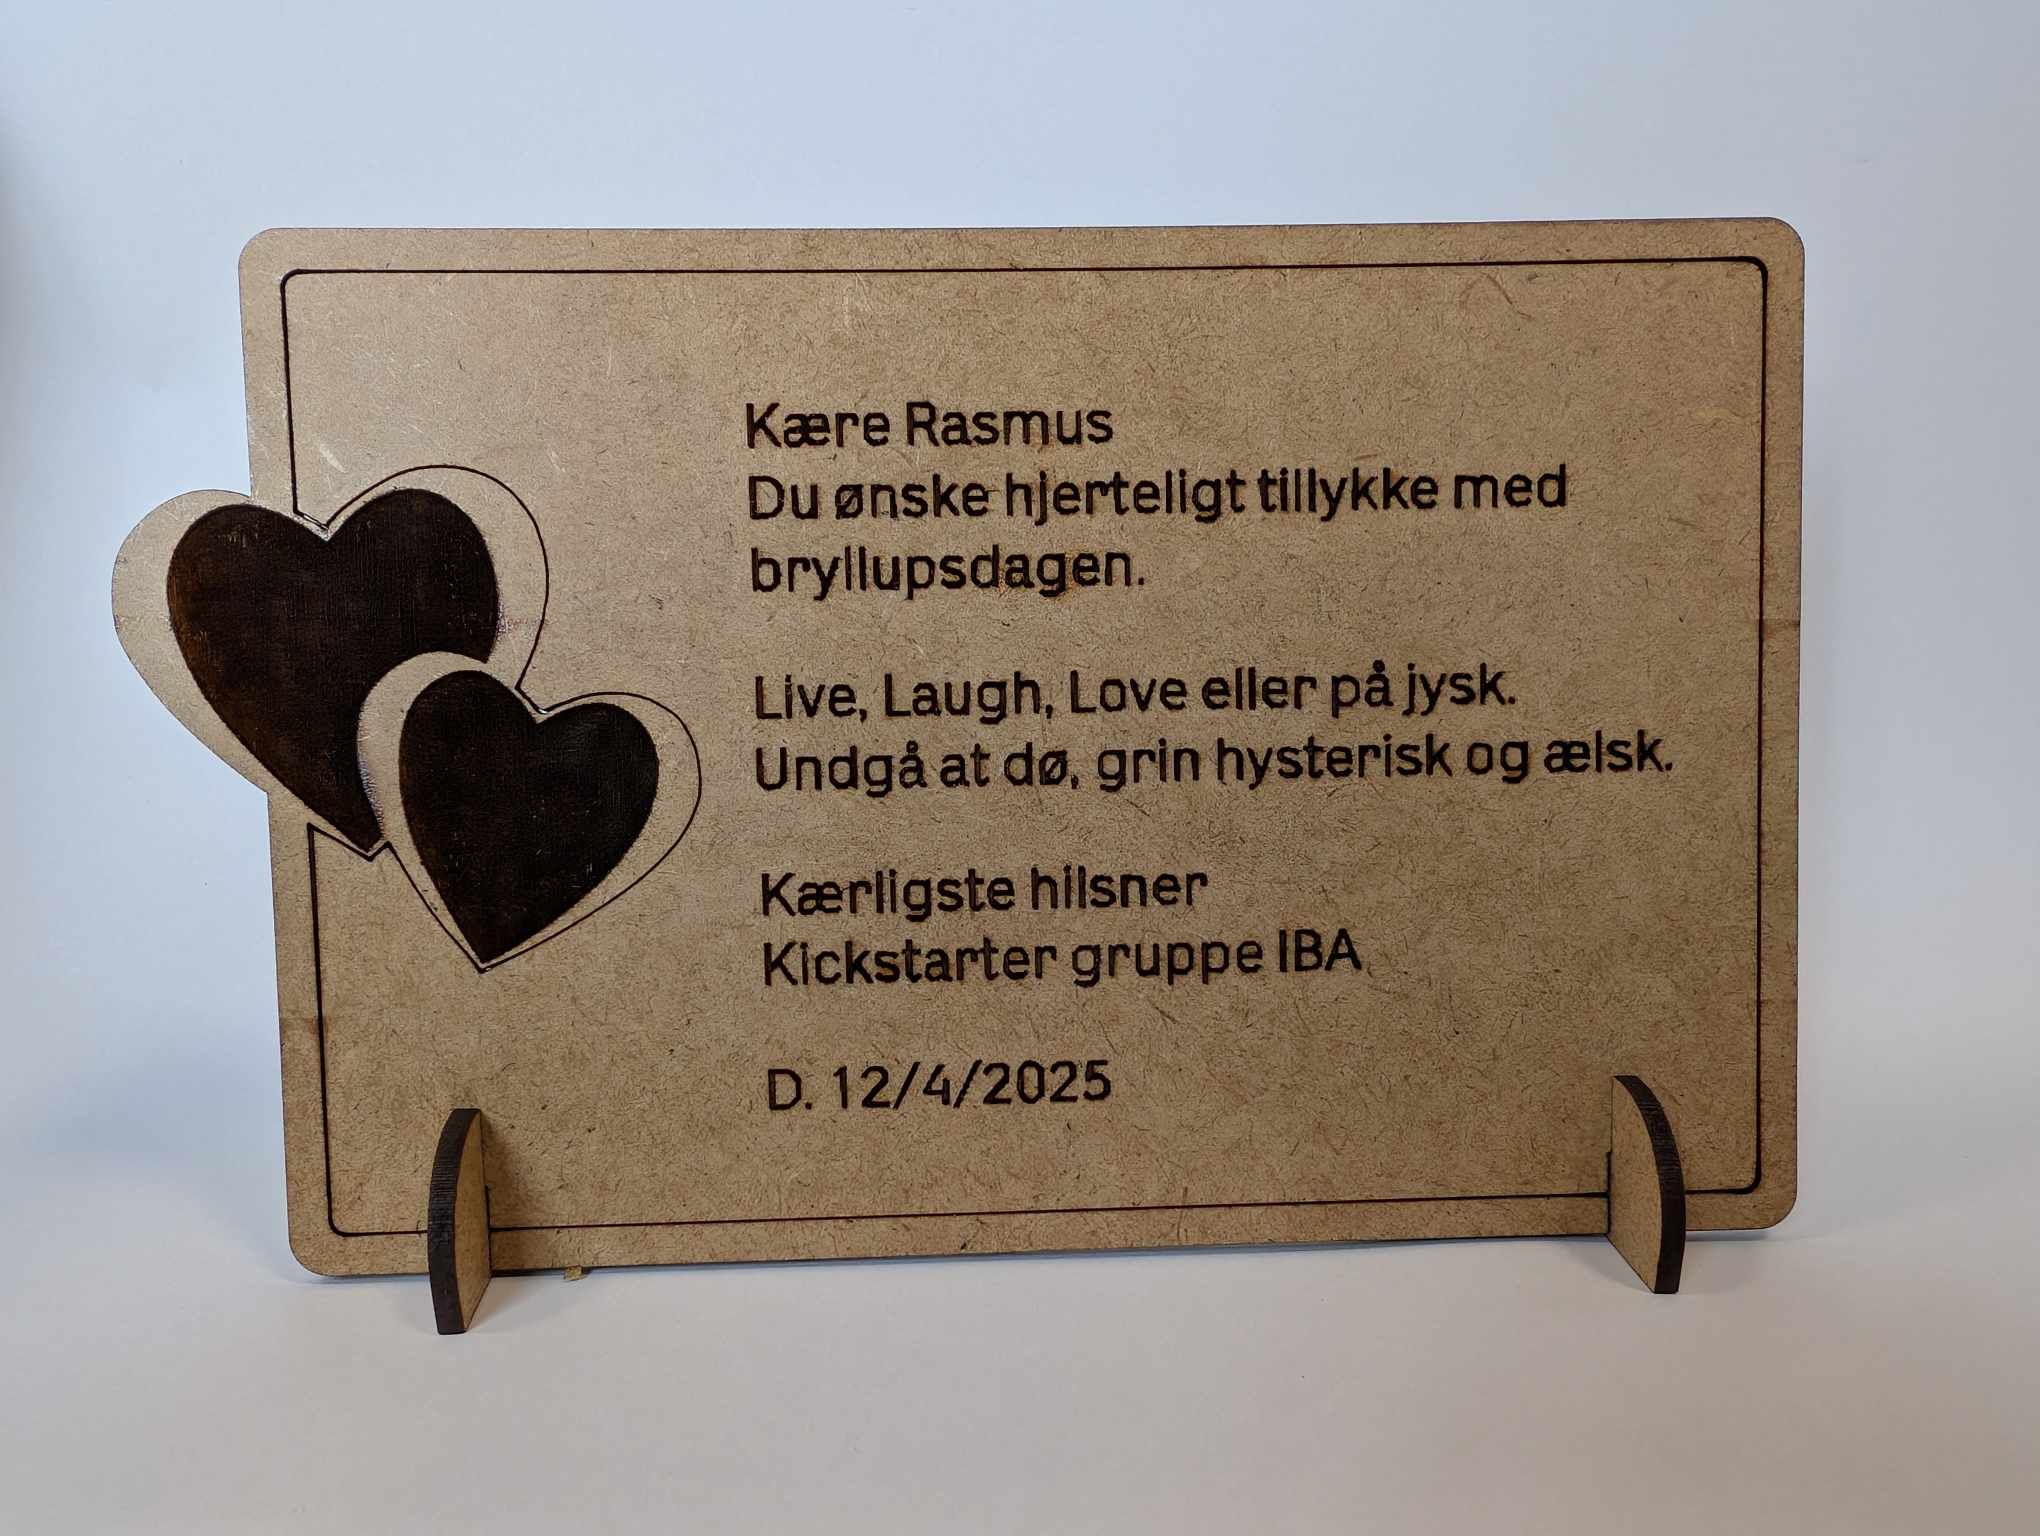 Kære Rasmus
Du ønske hjerteligt tillykke med
bryllupsdagen.
Live, Laugh, Love eller på jysk.
Undgå at dø, grin hysterisk og ælsk.
Kærligste hilsner
Kickstarter gruppe IBA
D. 12/4/2025